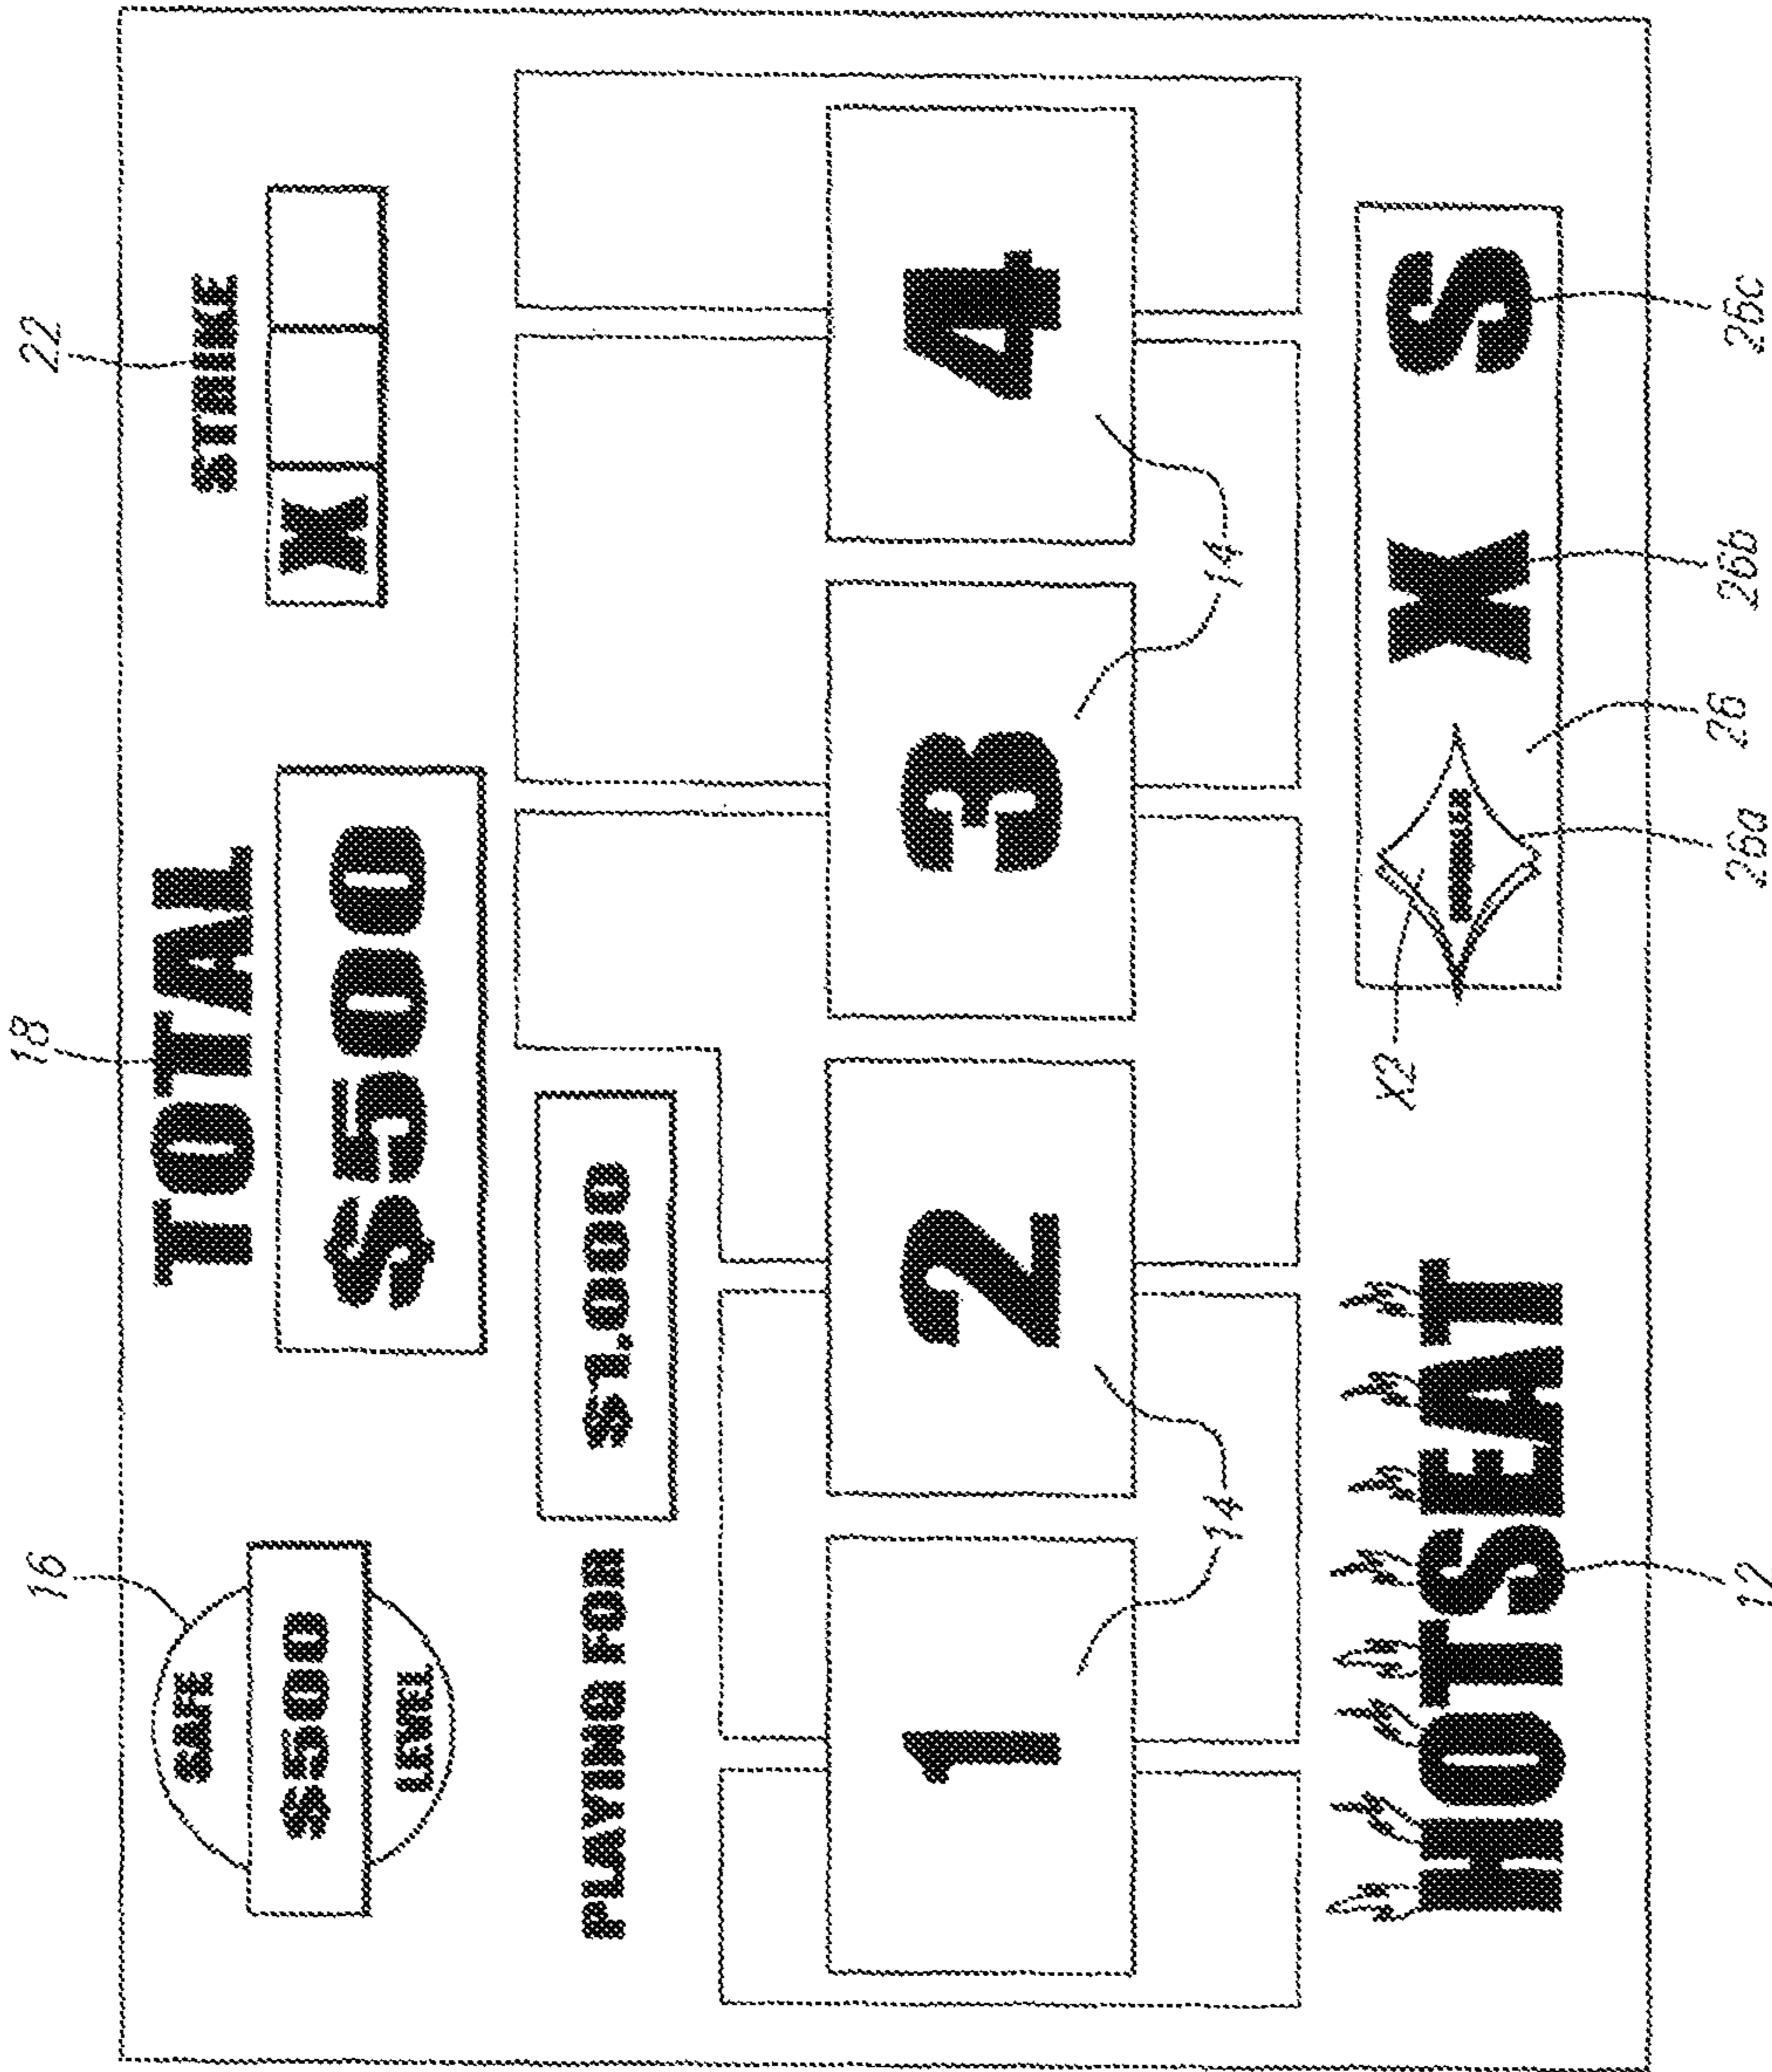 16
18
22
SAFE
$500
LEVEL
TOTAL
$500
STRIKE
X
PLAYING FOR
$1,000
1
2
3
4
14
14
HOTSEAT
X2
X
S
12
26a
26
26b
26c